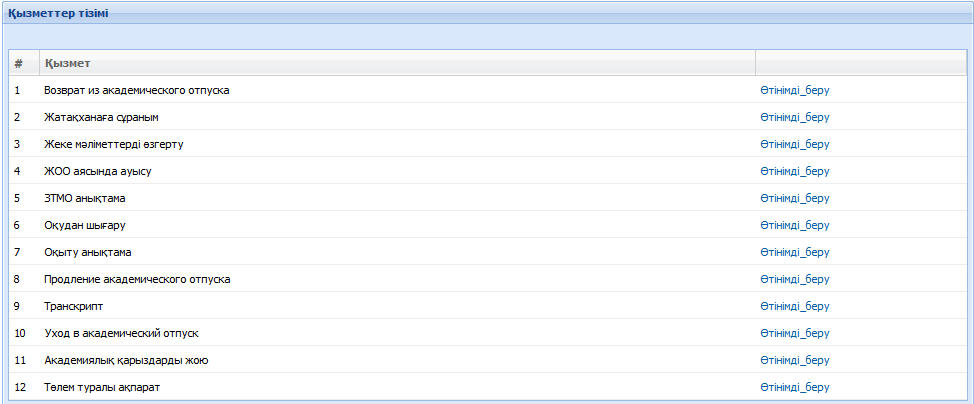 Қызметтер тізімі
# Қызмет
1 Возврат из академического отпуска Өтінімді_беру
2 Жатақханаға сұраным Өтінімді_беру
3 Жеке мәліметтерді өзгерту Өтінімді_беру
4 ЖОО аясында ауысу Өтінімді_беру
5 ЗТМО анықтама Өтінімді_беру
6 Оқудан шығару Өтінімді_беру
7 Оқыту анықтама Өтінімді_беру
8 Продление академического отпуска Өтінімді_беру
9 Транскрипт Өтінімді_беру
10 Уход в академический отпуск Өтінімді_беру
11 Академиялық қарыздарды жою Өтінімді_беру
12 Төлем туралы ақпарат Өтінімді_беру